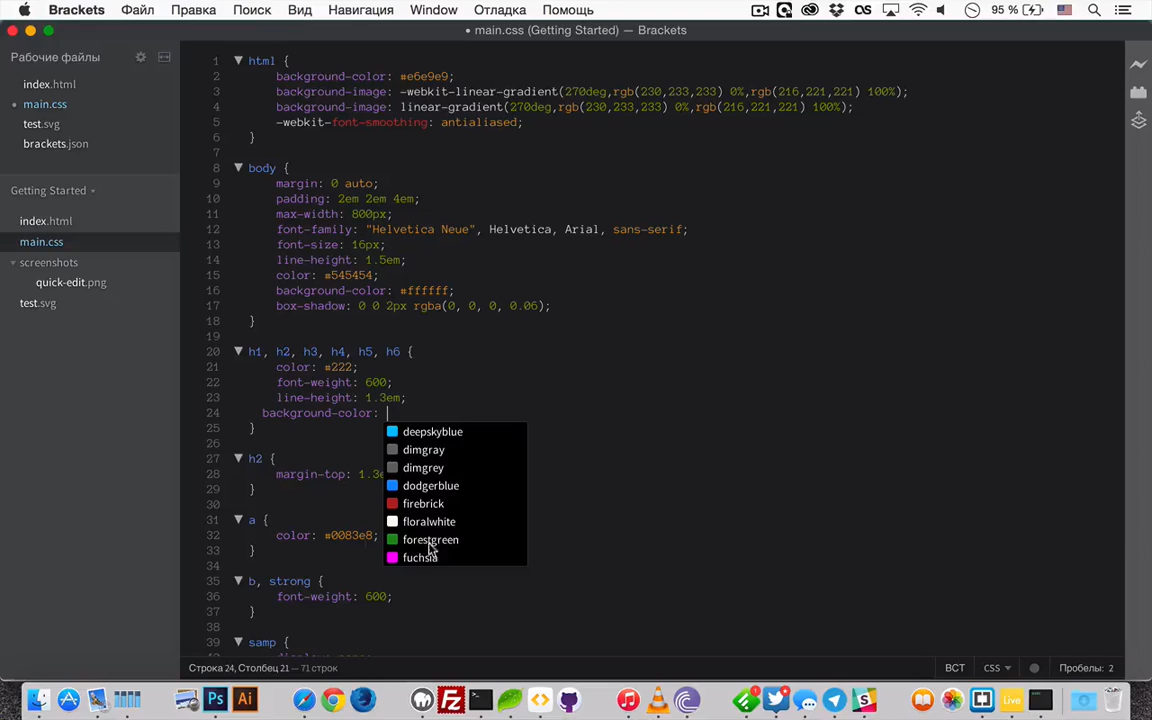 Brackets Файл Правка Поиск Вид Навигация Window Отладка Помощь 95 %
• main.css (Getting Started) — Brackets
Рабочие файлы
index.html
main.css
test.svg
brackets.json
Getting Started
index.html
main.css
screenshots
quick-edit.png
test.svg
1 html {
2 background-color: #e6e9e9;
3 background-image: -webkit-linear-gradient(270deg,rgb(230,233,233) 0%,rgb(216,221,221) 100%);
4 background-image: linear-gradient(270deg,rgb(230,233,233) 0%,rgb(216,221,221) 100%);
5 -webkit-font-smoothing: antialiased;
6 }
7
8 body {
9 margin: 0 auto;
10 padding: 2em 2em 4em;
11 max-width: 800px;
12 font-family: "Helvetica Neue", Helvetica, Arial, sans-serif;
13 font-size: 16px;
14 line-height: 1.5em;
15 color: #545454;
16 background-color: #ffffff;
17 box-shadow: 0 0 2px rgba(0, 0, 0, 0.06);
18 }
19
20 h1, h2, h3, h4, h5, h6 {
21 color: #222;
22 font-weight: 600;
23 line-height: 1.3em;
24 background-color:
25 }
26
27 h2 {
28 margin-top: 1.3
29 }
30
31 a {
32 color: #0083e8;
33 }
34
35 b, strong {
36 font-weight: 600;
37 }
38
39 samp {
deepskyblue
dimgray
dimgrey
dodgerblue
firebrick
floralwhite
forestgreen
fuchsia
Строка 24, Столбец 21 — 71 строк ВСТ CSS Пробелы: 2
Ps Ai Fz Live